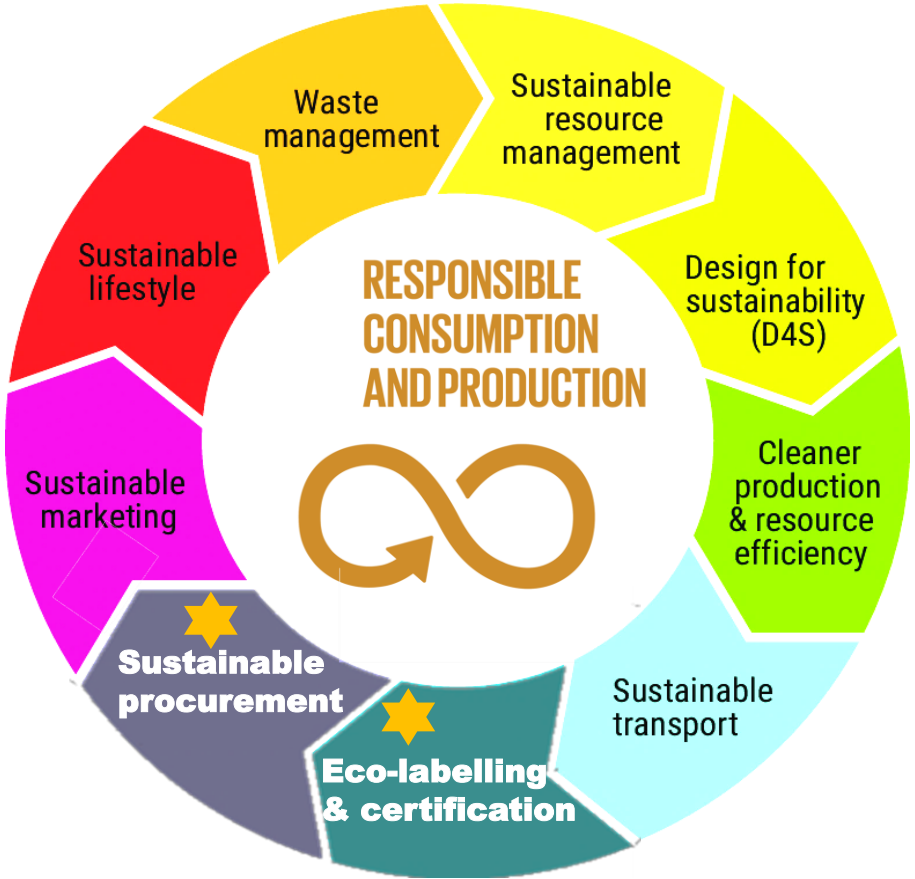 Waste
management
Sustainable
resource
management
Design for
sustainability
(D4S)
Cleaner
production
& resource
efficiency
Sustainable
transport
Eco-labelling
& certification
Sustainable
procurement
Sustainable
marketing
Sustainable
lifestyle
RESPONSIBLE
CONSUMPTION
AND PRODUCTION